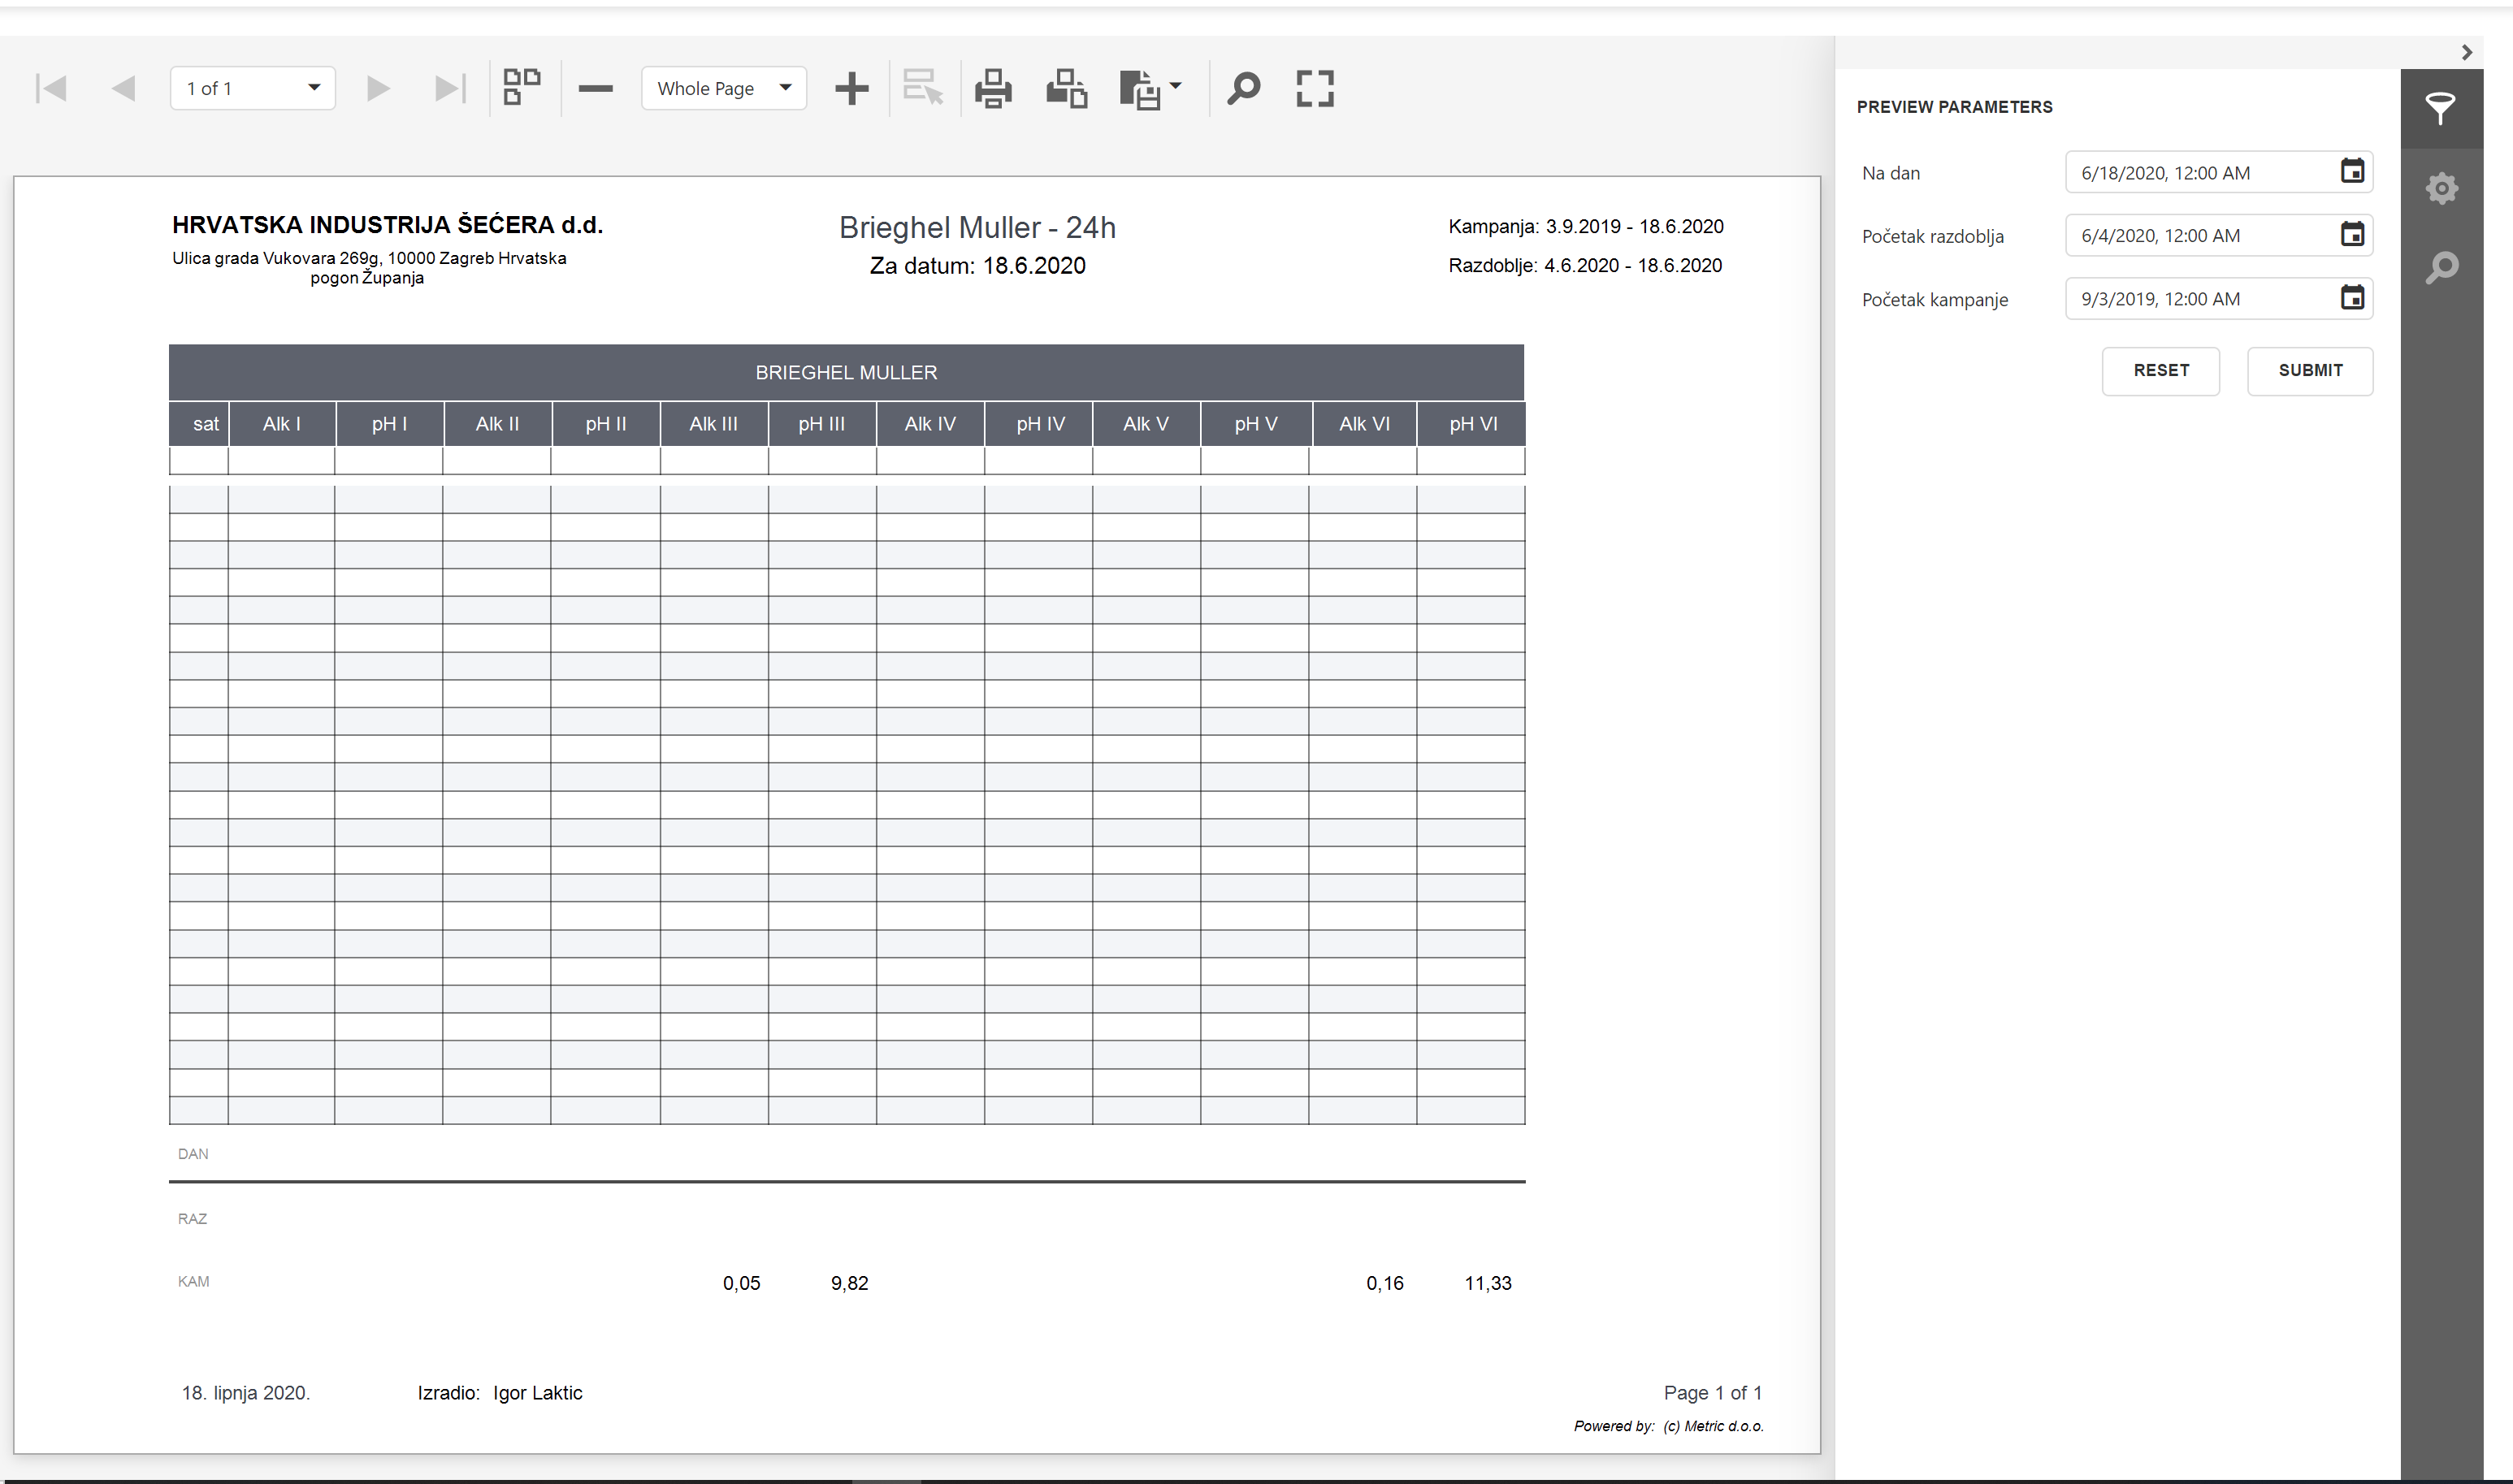 1 of 1
Whole Page
HRVATSKA INDUSTRIJA ŠEĆERA d.d.
Ulica grada Vukovara 269g, 10000 Zagreb Hrvatska
pogon Županja
Brieghel Muller - 24h
Za datum: 18.6.2020
Kampanja: 3.9.2019 - 18.6.2020
Razdoblje: 4.6.2020 - 18.6.2020
BRIEGHEL MULLER
sat Alk I pH I Alk II pH II Alk III pH III Alk IV pH IV Alk V pH V Alk VI pH VI
DAN
RAZ
KAM 0,05 9,82 0,16 11,33
18. lipnja 2020. Izradio: Igor Laktic Page 1 of 1
Powered by: (c) Metric d.o.o.
PREVIEW PARAMETERS
Na dan 6/18/2020, 12:00 AM
Početak razdoblja 6/4/2020, 12:00 AM
Početak kampanje 9/3/2019, 12:00 AM
RESET SUBMIT